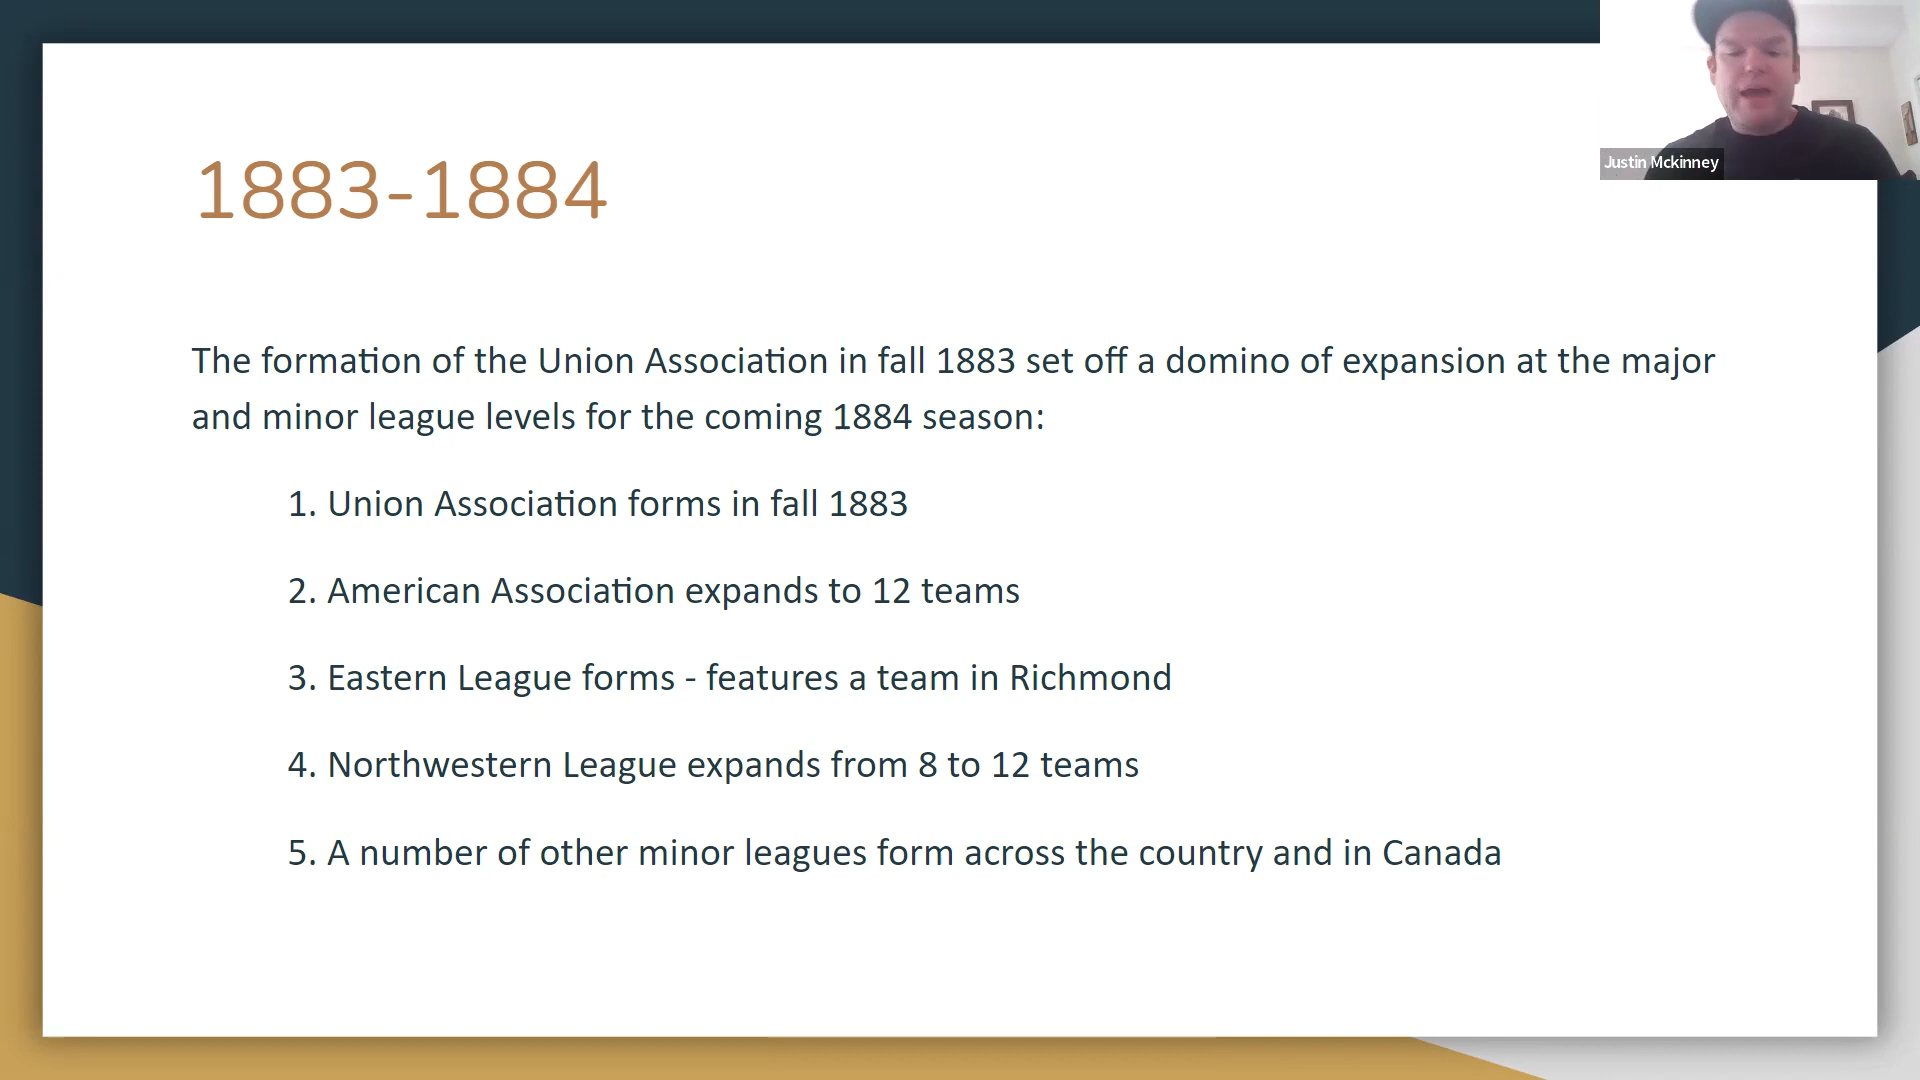 Justin Mckinney
1883-1884
The formation of the Union Association in fall 1883 set off a domino of expansion at the major
and minor league levels for the coming 1884 season:
1. Union Association forms in fall 1883
2. American Association expands to 12 teams
3. Eastern League forms - features a team in Richmond
4. Northwestern League expands from 8 to 12 teams
5. A number of other minor leagues form across the country and in Canada